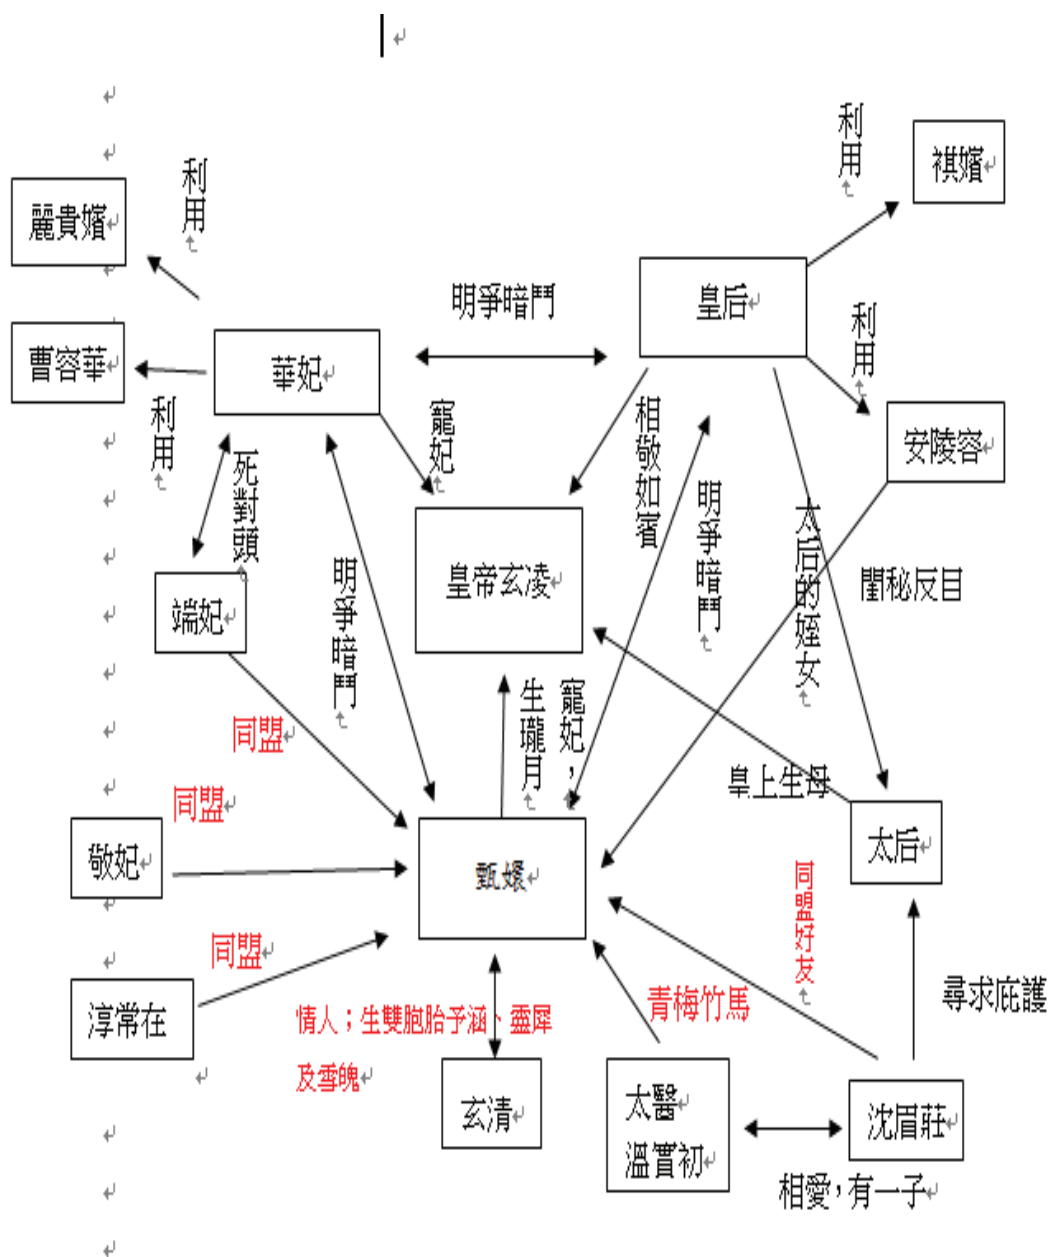 利用
祺嬪
利用
麗貴嬪
皇后
明爭暗鬥
利用
曹容華
華妃
利用
寵妃
相敬如賓
安陵容
死對頭
明爭暗鬥
太后的姪女
皇帝玄凌
閨秘反目
端妃
明爭暗鬥
生瓏月
寵妃，
同盟
皇上生母
同盟
敬妃
甄嬛
太后
同盟好友
同盟
淳常在
青梅竹馬
尋求庇護
情人；生雙胞胎予涵、靈犀
及雪魄
玄清
太醫
溫實初
沈眉莊
相愛，有一子